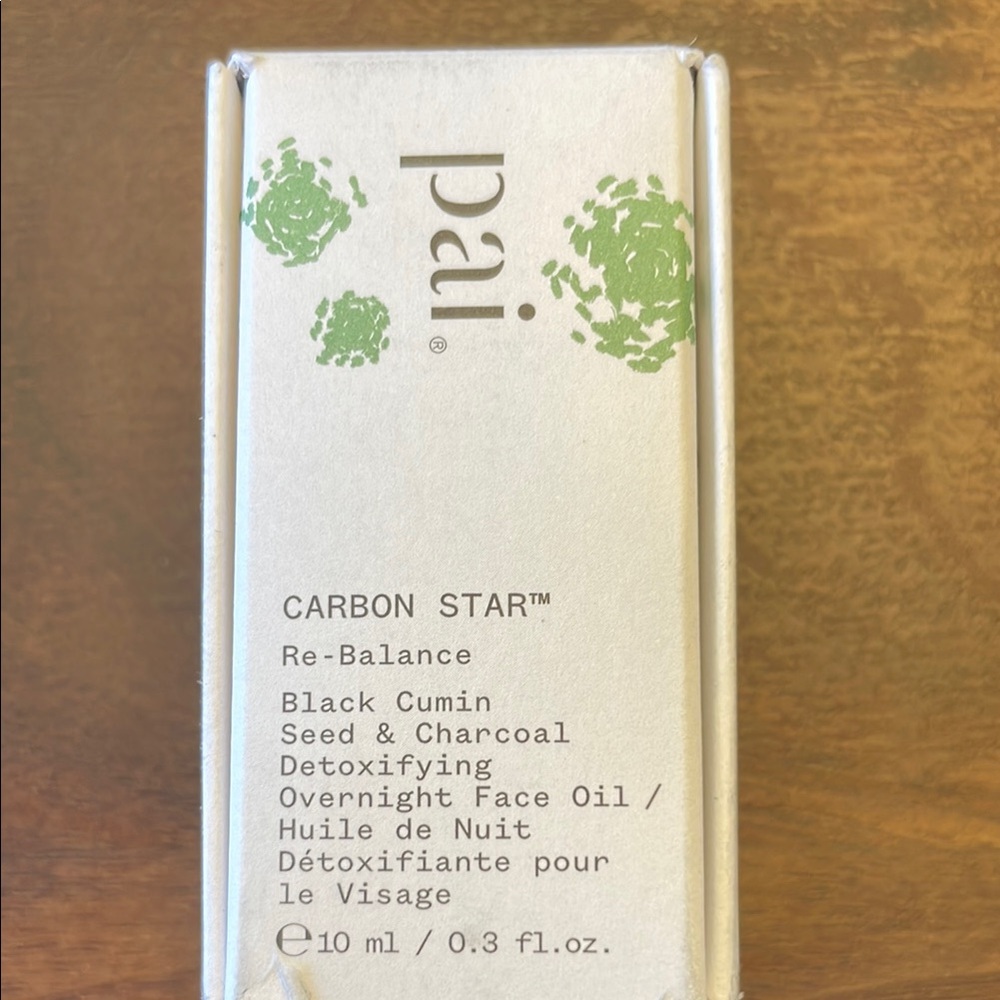 pai®
CARBON STAR™
Re-Balance
Black Cumin
Seed & Charcoal
Detoxifying
Overnight Face Oil /
Huile de Nuit
Détoxifiante pour
le Visage
℮10 ml / 0.3 fl.oz.